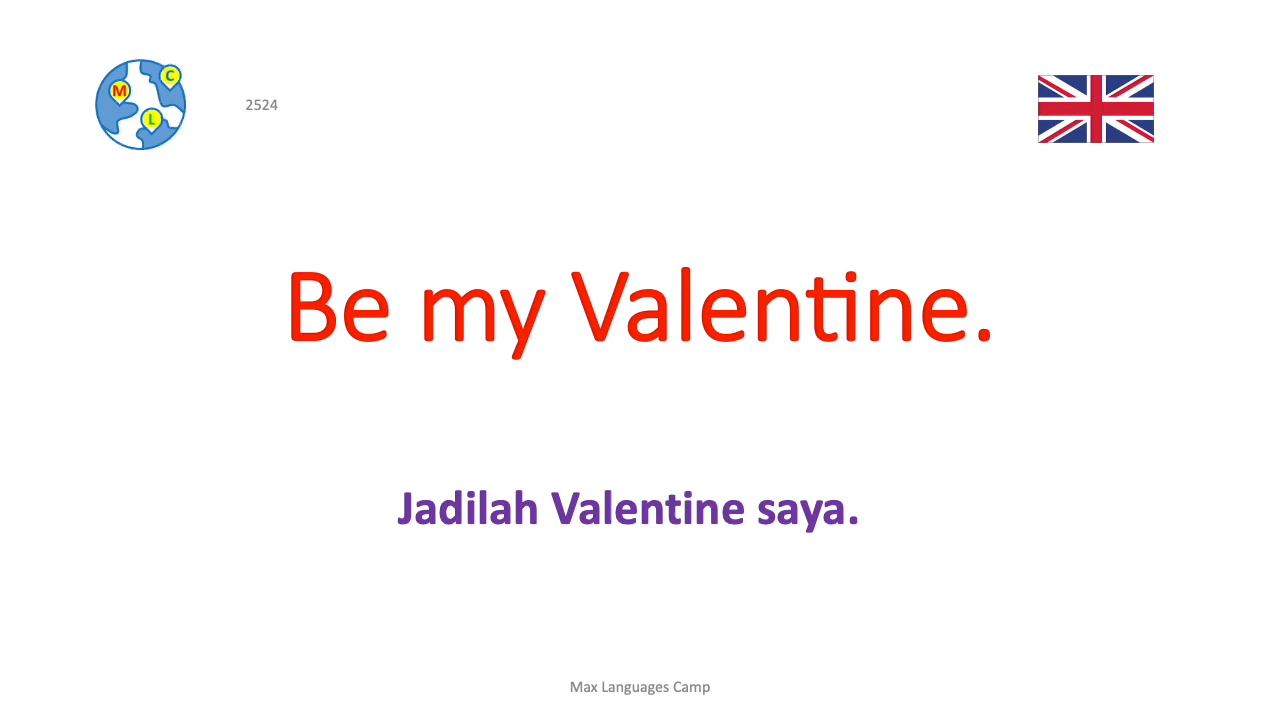 M
C
L
2524
Be my Valentine.
Jadilah Valentine saya.
Max Languages Camp